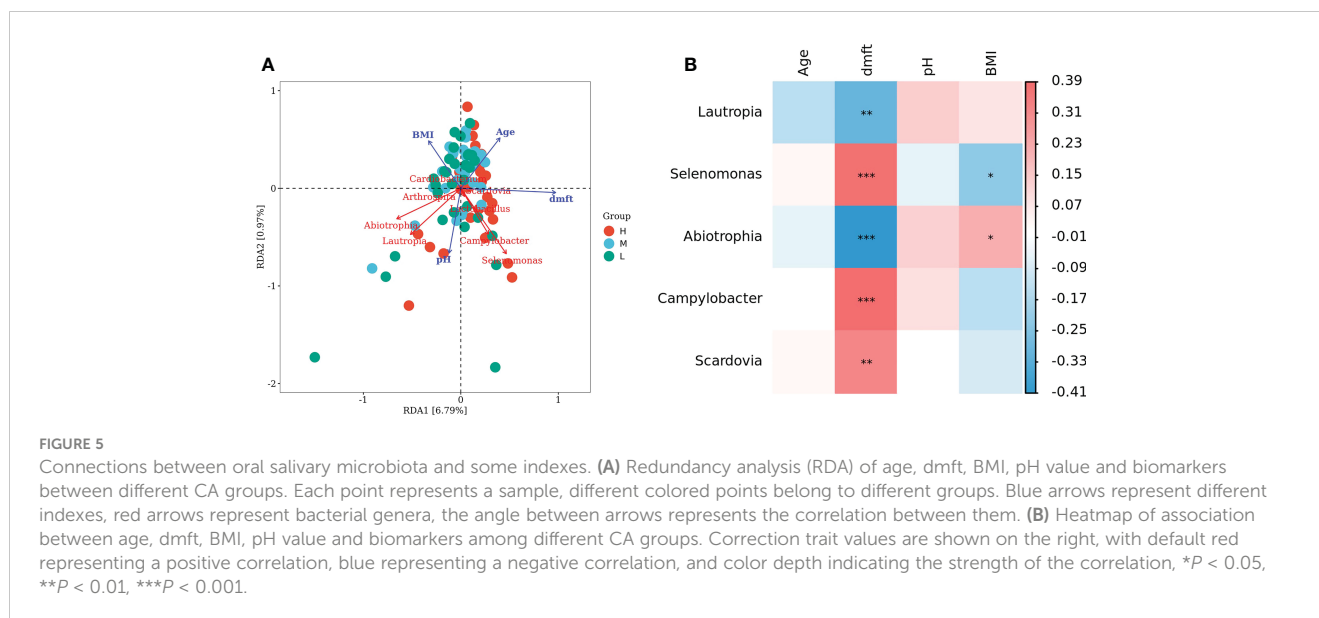 A
1
0
-1
-2
RDA2 [0.97%]
BMI
Age
Scardovia
Arthrospira
dmft
Abiotrophia
Lautropia
Campylobacter
pH
Selenomonas
-1
0
1
RDA1 [6.79%]
Group
H
M
L
B
Age
dmft
pH
BMI
Lautropia
**
Selenomonas
***
*
Abiotrophia
***
*
Campylobacter
***
Scardovia
**
0.39
0.31
0.23
0.15
0.07
-0.01
-0.09
-0.17
-0.25
-0.33
-0.41
FIGURE 5
Connections between oral salivary microbiota and some indexes. (A) Redundancy analysis (RDA) of age, dmft, BMI, pH value and biomarkers
between different CA groups. Each point represents a sample, different colored points belong to different groups. Blue arrows represent different
indexes, red arrows represent bacterial genera, the angle between arrows represents the correlation between them. (B) Heatmap of association
between age, dmft, BMI, pH value and biomarkers among different CA groups. Correction trait values are shown on the right, with default red
representing a positive correlation, blue representing a negative correlation, and color depth indicating the strength of the correlation, *P < 0.05,
**P < 0.01, ***P < 0.001.